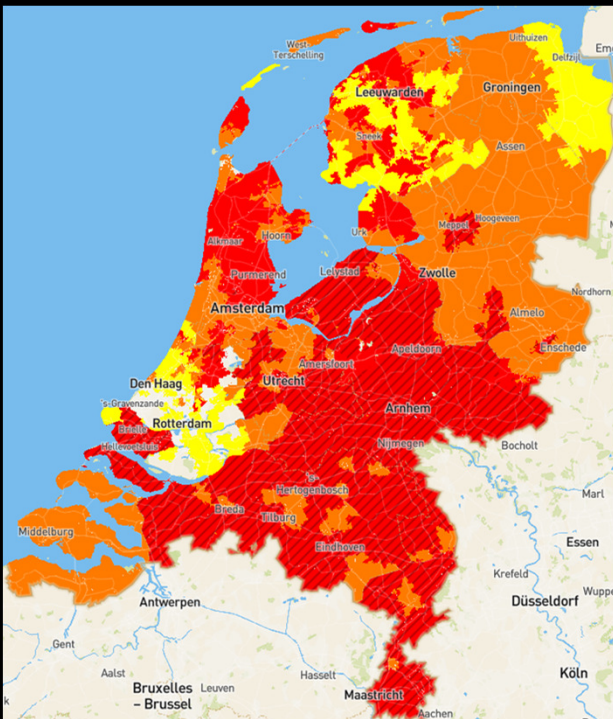 West-
Terschelling
Uithuizen
Delfzijl
Em
Leeuwarden
Groningen
Sneek
Assen
Urk
Meppel
Hoogeveen
Alkmaar
Hoorn
Purmerend
Lelystad
Zwolle
Nordhorn
Amsterdam
Almelo
Enschede
Apeldoorn
Amersfoort
Den Haag
Utrecht
's-Gravenzande
Arnhem
Rotterdam
Brielle
Hellevoetsluis
Nijmegen
Bocholt
's-
Hertogenbosch
Marl
Breda
Tilburg
Middelburg
Eindhoven
Essen
Krefeld
Wuppe
Antwerpen
Düsseldorf
Gent
Aalst
Hasselt
Köln
Bruxelles
– Brussel
Leuven
Maastricht
Aachen
k